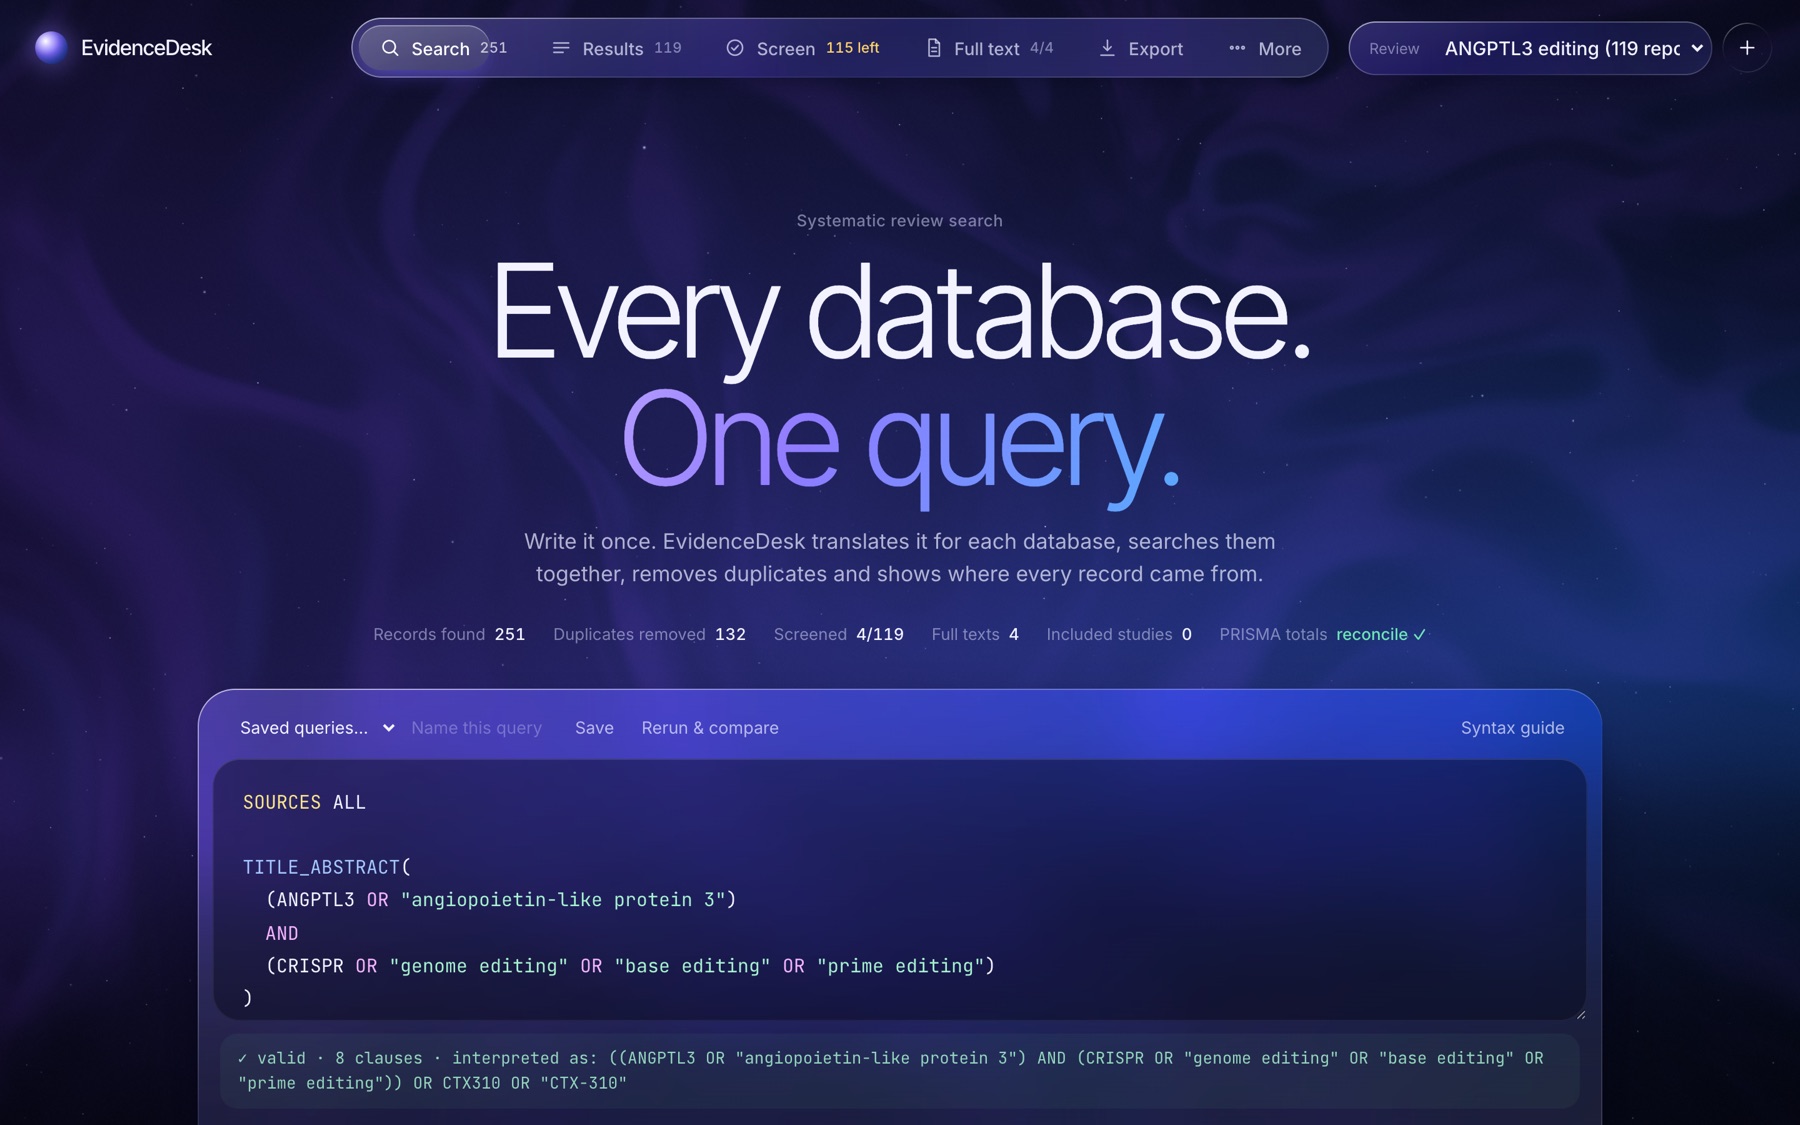 EvidenceDesk
Search 251
Results 119
Screen 115 left
Full text 4/4
Export
More
Review ANGPTL3 editing (119 repo
Systematic review search
Every database.
One query.
Write it once. EvidenceDesk translates it for each database, searches them
together, removes duplicates and shows where every record came from.
Records found 251 Duplicates removed 132 Screened 4/119 Full texts 4 Included studies 0 PRISMA totals reconcile ✓
Saved queries... Name this query Save Rerun & compare Syntax guide
SOURCES ALL
TITLE_ABSTRACT(
(ANGPTL3 OR "angiopoietin-like protein 3")
AND
(CRISPR OR "genome editing" OR "base editing" OR "prime editing")
)
✓ valid · 8 clauses · interpreted as: ((ANGPTL3 OR "angiopoietin-like protein 3") AND (CRISPR OR "genome editing" OR "base editing" OR
"prime editing")) OR CTX310 OR "CTX-310"